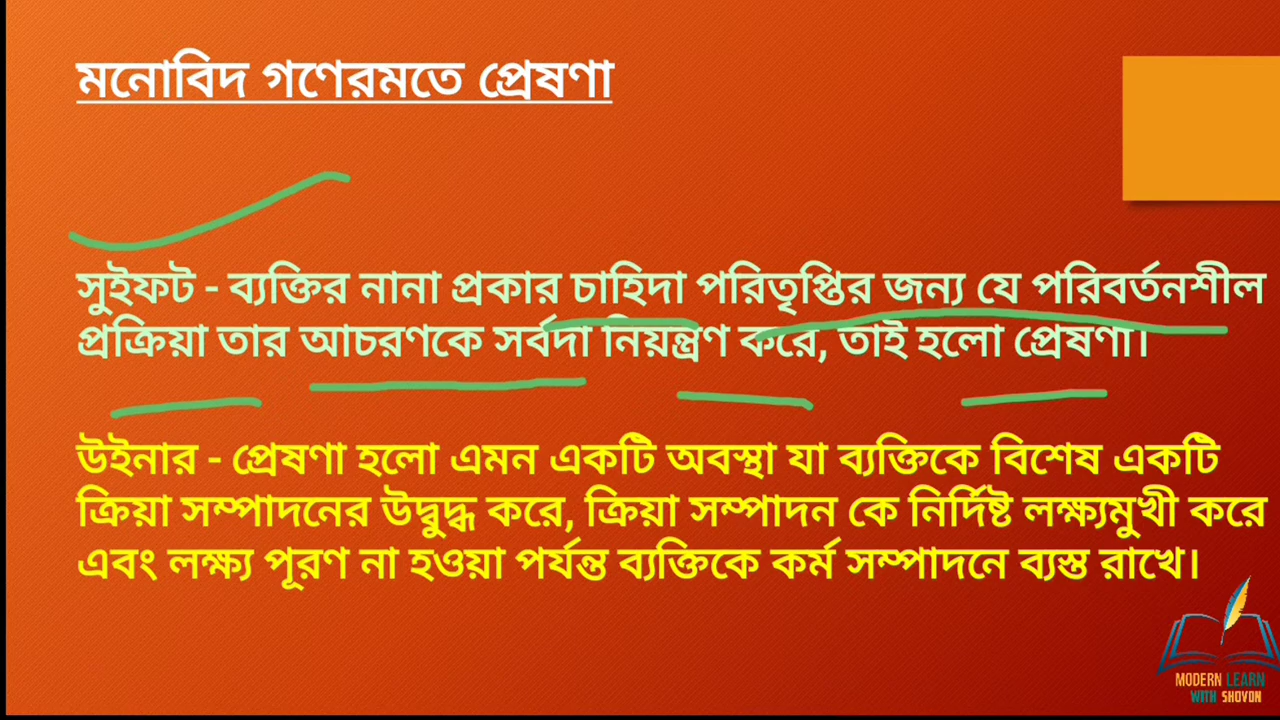 মনোবিদ গণেরমতে প্রেষণা
সুইফট - ব্যক্তির নানা প্রকার চাহিদা পরিতৃপ্তির জন্য যে পরিবর্তনশীল
প্রক্রিয়া তার আচরণকে সর্বদা নিয়ন্ত্রণ করে, তাই হলো প্রেষণা।
উইনার - প্রেষণা হলো এমন একটি অবস্থা যা ব্যক্তিকে বিশেষ একটি
ক্রিয়া সম্পাদনের উদ্বুদ্ধ করে, ক্রিয়া সম্পাদন কে নির্দিষ্ট লক্ষ্যমুখী করে
এবং লক্ষ্য পূরণ না হওয়া পর্যন্ত ব্যক্তিকে কর্ম সম্পাদনে ব্যস্ত রাখে।
MODERN LEARN
WITH SHOVON